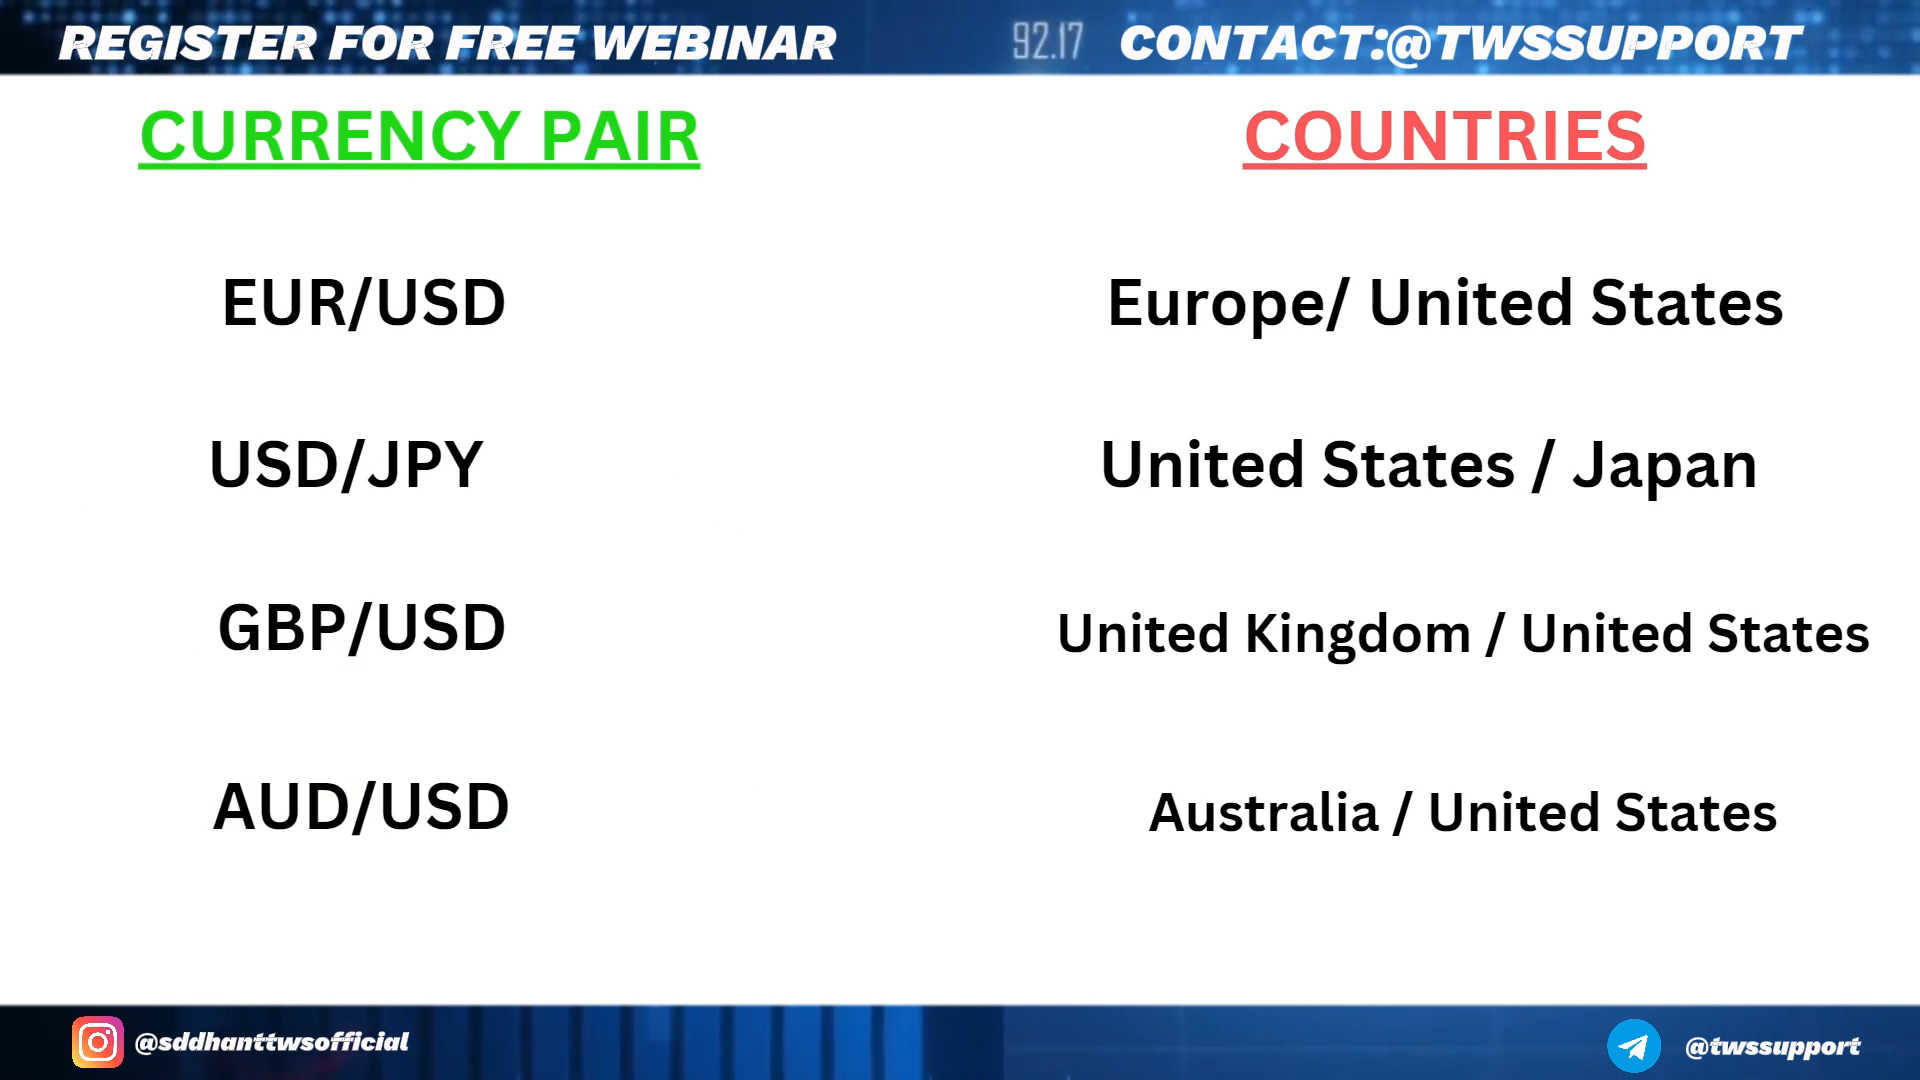 REGISTER FOR FREE WEBINAR 92.17 CONTACT:@TWSSUPPORT
CURRENCY PAIR COUNTRIES
EUR/USD Europe/ United States
USD/JPY United States / Japan
GBP/USD United Kingdom / United States
AUD/USD Australia / United States
@sddhanttwsofficial @twssupport